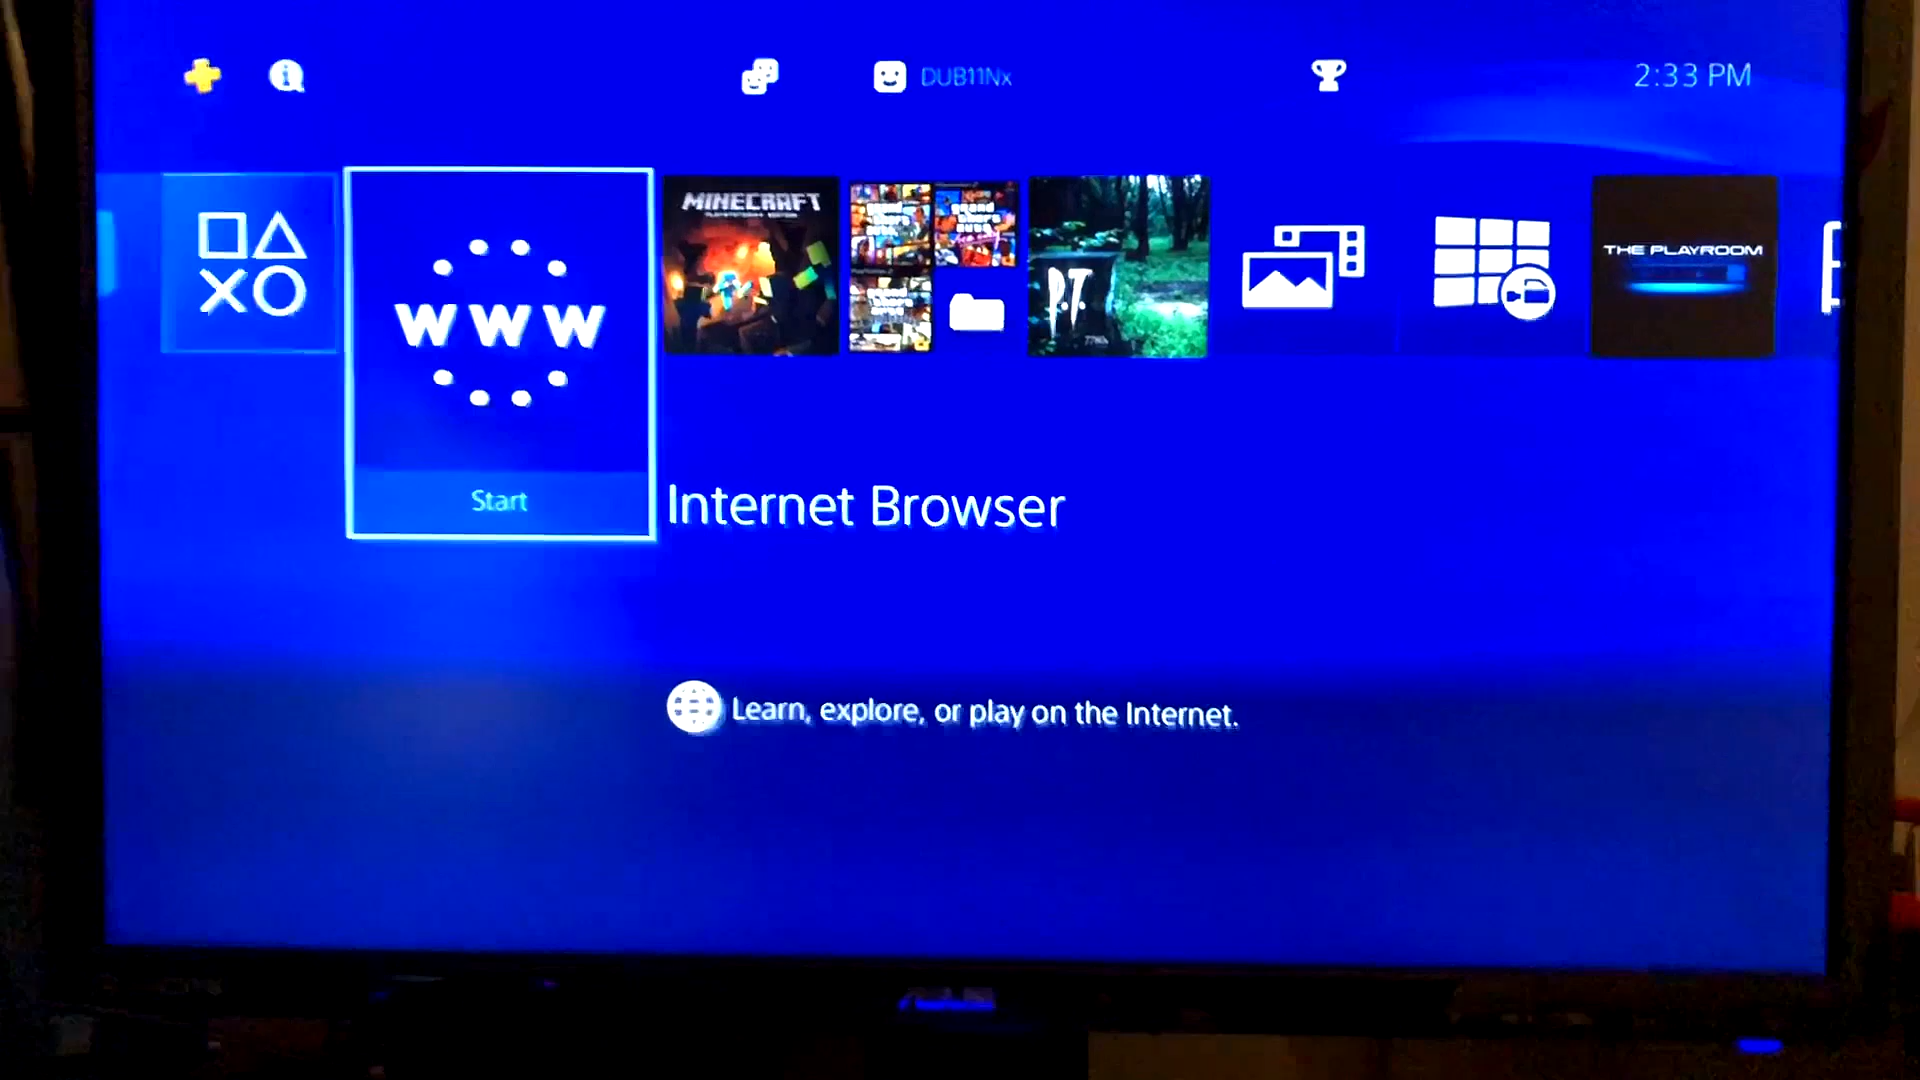 DUB11Nx
2:33 PM
WWW
MINECRAFT
P.T.
THE PLAYROOM
Start
Internet Browser
Learn, explore, or play on the Internet.